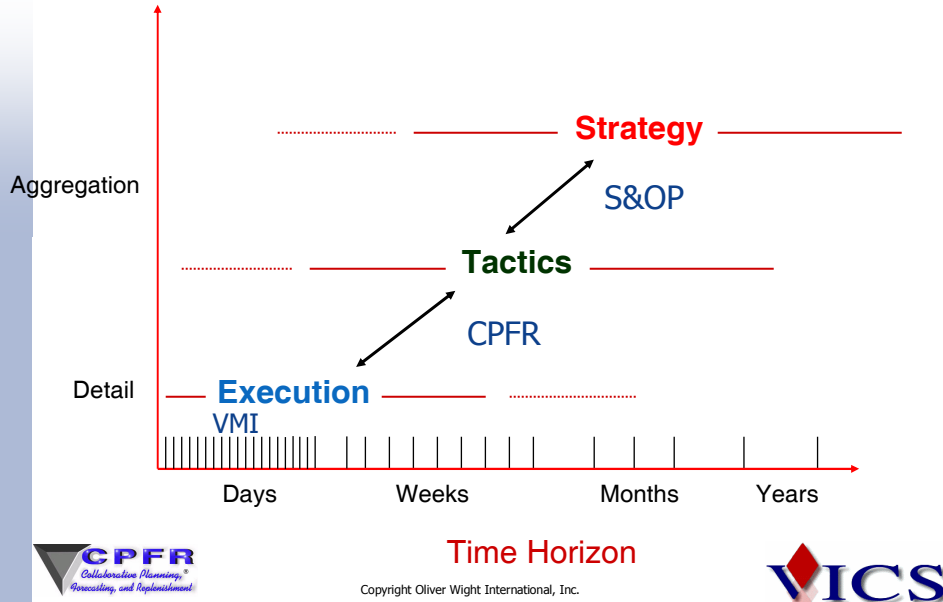 Strategy
Aggregation
S&OP
Tactics
CPFR
Detail
Execution
VMI
Days Weeks Months Years
Time Horizon
CPFR
Collaborative Planning,®
Forecasting, and Replenishment
Copyright Oliver Wight International, Inc.
VICS